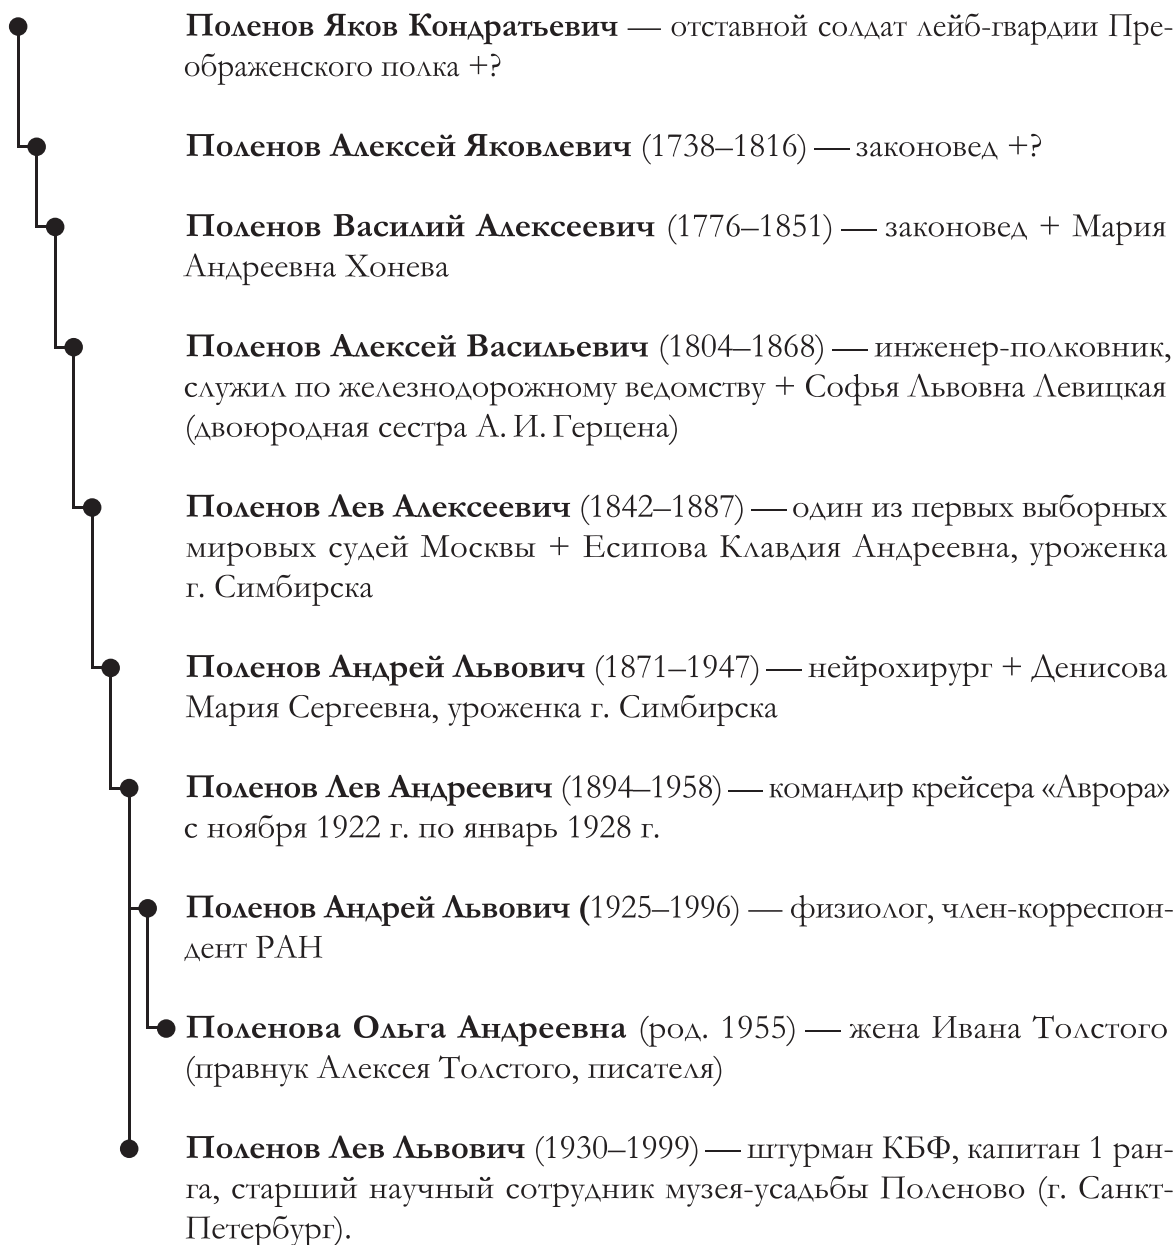 Поленов Яков Кондратьевич — отставной солдат лейб-гвардии Пре-
ображенского полка +?
Поленов Алексей Яковлевич (1738–1816) — законовед +?
Поленов Василий Алексеевич (1776–1851) — законовед + Мария
Андреевна Хонева
Поленов Алексей Васильевич (1804–1868) — инженер-полковник,
служил по железнодорожному ведомству + Софья Львовна Левицкая
(двоюродная сестра А. И. Герцена)
Поленов Лев Алексеевич (1842–1887) — один из первых выборных
мировых судей Москвы + Есипова Клавдия Андреевна, уроженка
г. Симбирска
Поленов Андрей Львович (1871–1947) — нейрохирург + Денисова
Мария Сергеевна, уроженка г. Симбирска
Поленов Лев Андреевич (1894–1958) — командир крейсера «Аврора»
с ноября 1922 г. по январь 1928 г.
Поленов Андрей Львович (1925–1996) — физиолог, член-корреспон-
дент РАН
Поленова Ольга Андреевна (род. 1955) — жена Ивана Толстого
(правнук Алексея Толстого, писателя)
Поленов Лев Львович (1930–1999) — штурман КБФ, капитан 1 ран-
га, старший научный сотрудник музея-усадьбы Поленово (г. Санкт-
Петербург).